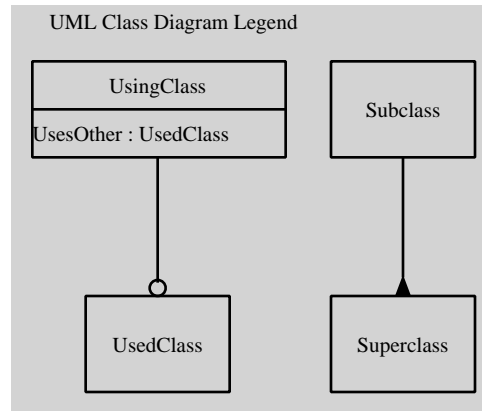 UML Class Diagram Legend
UsingClass
UsesOther : UsedClass
Subclass
UsedClass
Superclass